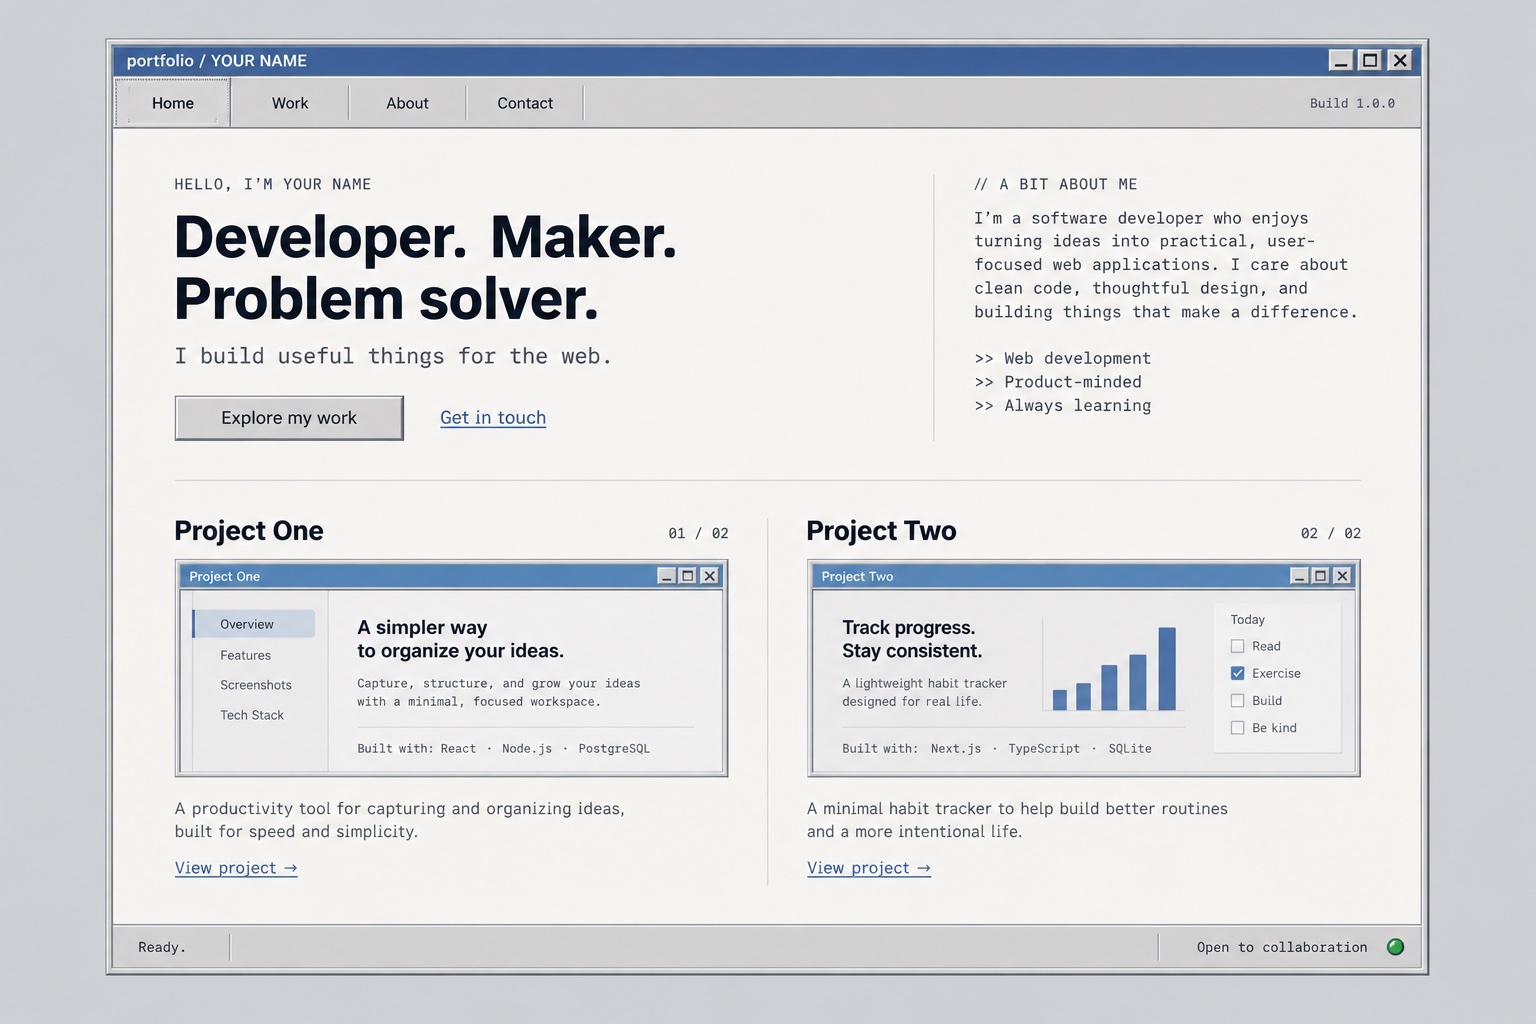 portfolio / YOUR NAME
Home
Work
About
Contact
Build 1.0.0
HELLO, I’M YOUR NAME
Developer. Maker.
Problem solver.
I build useful things for the web.
Explore my work
Get in touch
// A BIT ABOUT ME
I’m a software developer who enjoys
turning ideas into practical, user-
focused web applications. I care about
clean code, thoughtful design, and
building things that make a difference.
>> Web development
>> Product-minded
>> Always learning
Project One
01 / 02
Project One
Overview
Features
Screenshots
Tech Stack
A simpler way
to organize your ideas.
Capture, structure, and grow your ideas
with a minimal, focused workspace.
Built with: React · Node.js · PostgreSQL
A productivity tool for capturing and organizing ideas,
built for speed and simplicity.
View project →
Project Two
02 / 02
Project Two
Track progress.
Stay consistent.
A lightweight habit tracker
designed for real life.
Built with: Next.js · TypeScript · SQLite
Today
Read
Exercise
Build
Be kind
A minimal habit tracker to help build better routines
and a more intentional life.
View project →
Ready.
Open to collaboration